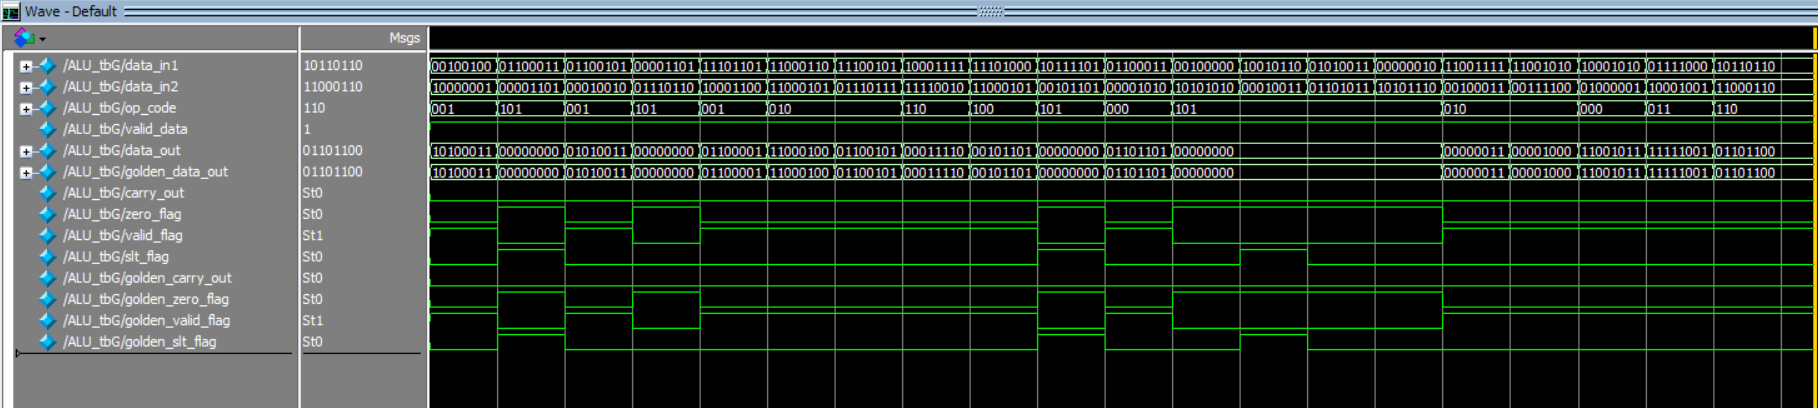 Wave - Default
Msgs
/ALU_tbG/data_in1 10110110 00100100 01100011 01100101 00001101 11101101 11000110 11100101 10001111 11101000 10111101 01100011 00100000 10010110 01010011 00000010 11001111 11001010 10001010 01111000 10110110
/ALU_tbG/data_in2 11000110 10000001 00001101 00010010 01110110 10001100 11000101 01110111 11110010 11000101 00101101 00001010 10101010 00010011 01101011 10101110 00100011 00111100 01000001 10001001 11000110
/ALU_tbG/op_code 110 001 101 001 101 001 010 110 100 101 000 101 010 000 011 110
/ALU_tbG/valid_data 1
/ALU_tbG/data_out 01101100 10100011 00000000 01010011 00000000 01100001 11000100 01100101 00011110 00101101 00000000 01101101 00000000 00000011 00001000 11001011 11111001 01101100
/ALU_tbG/golden_data_out 01101100 10100011 00000000 01010011 00000000 01100001 11000100 01100101 00011110 00101101 00000000 01101101 00000000 00000011 00001000 11001011 11111001 01101100
/ALU_tbG/carry_out St0
/ALU_tbG/zero_flag St0
/ALU_tbG/valid_flag St1
/ALU_tbG/slt_flag St0
/ALU_tbG/golden_carry_out St0
/ALU_tbG/golden_zero_flag St0
/ALU_tbG/golden_valid_flag St1
/ALU_tbG/golden_slt_flag St0